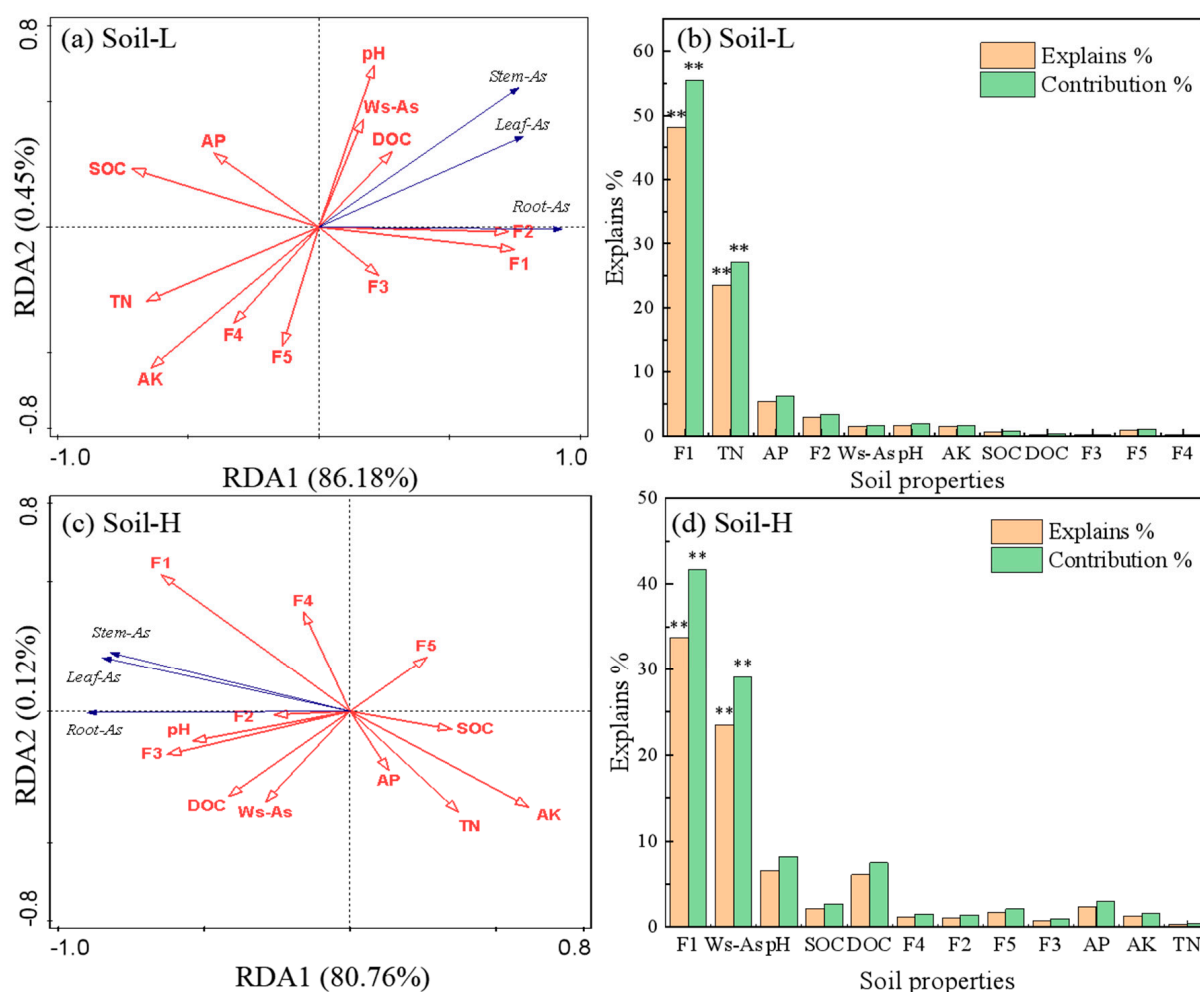 (a) Soil-L
0.8
-0.8
RDA2 (0.45%)
pH
Stem-As
Ws-As
Leaf-As
AP
DOC
SOC
Root-As
F2
F1
F3
TN
F4
F5
AK
-1.0
1.0
RDA1 (86.18%)
(b) Soil-L
Explains %
Contribution %
Explains %
60
50
40
30
20
10
0
** ** ** **
F1 TN AP F2 Ws-As pH AK SOC DOC F3 F5 F4
Soil properties
(c) Soil-H
0.8
-0.8
RDA2 (0.12%)
F1
F4
Stem-As
F5
Leaf-As
Root-As
F2
pH
SOC
F3
AP
DOC
Ws-As
TN
AK
-1.0
0.8
RDA1 (80.76%)
(d) Soil-H
Explains %
Contribution %
Explains %
50
40
30
20
10
0
** ** ** **
F1 Ws-As pH SOC DOC F4 F2 F5 F3 AP AK TN
Soil properties